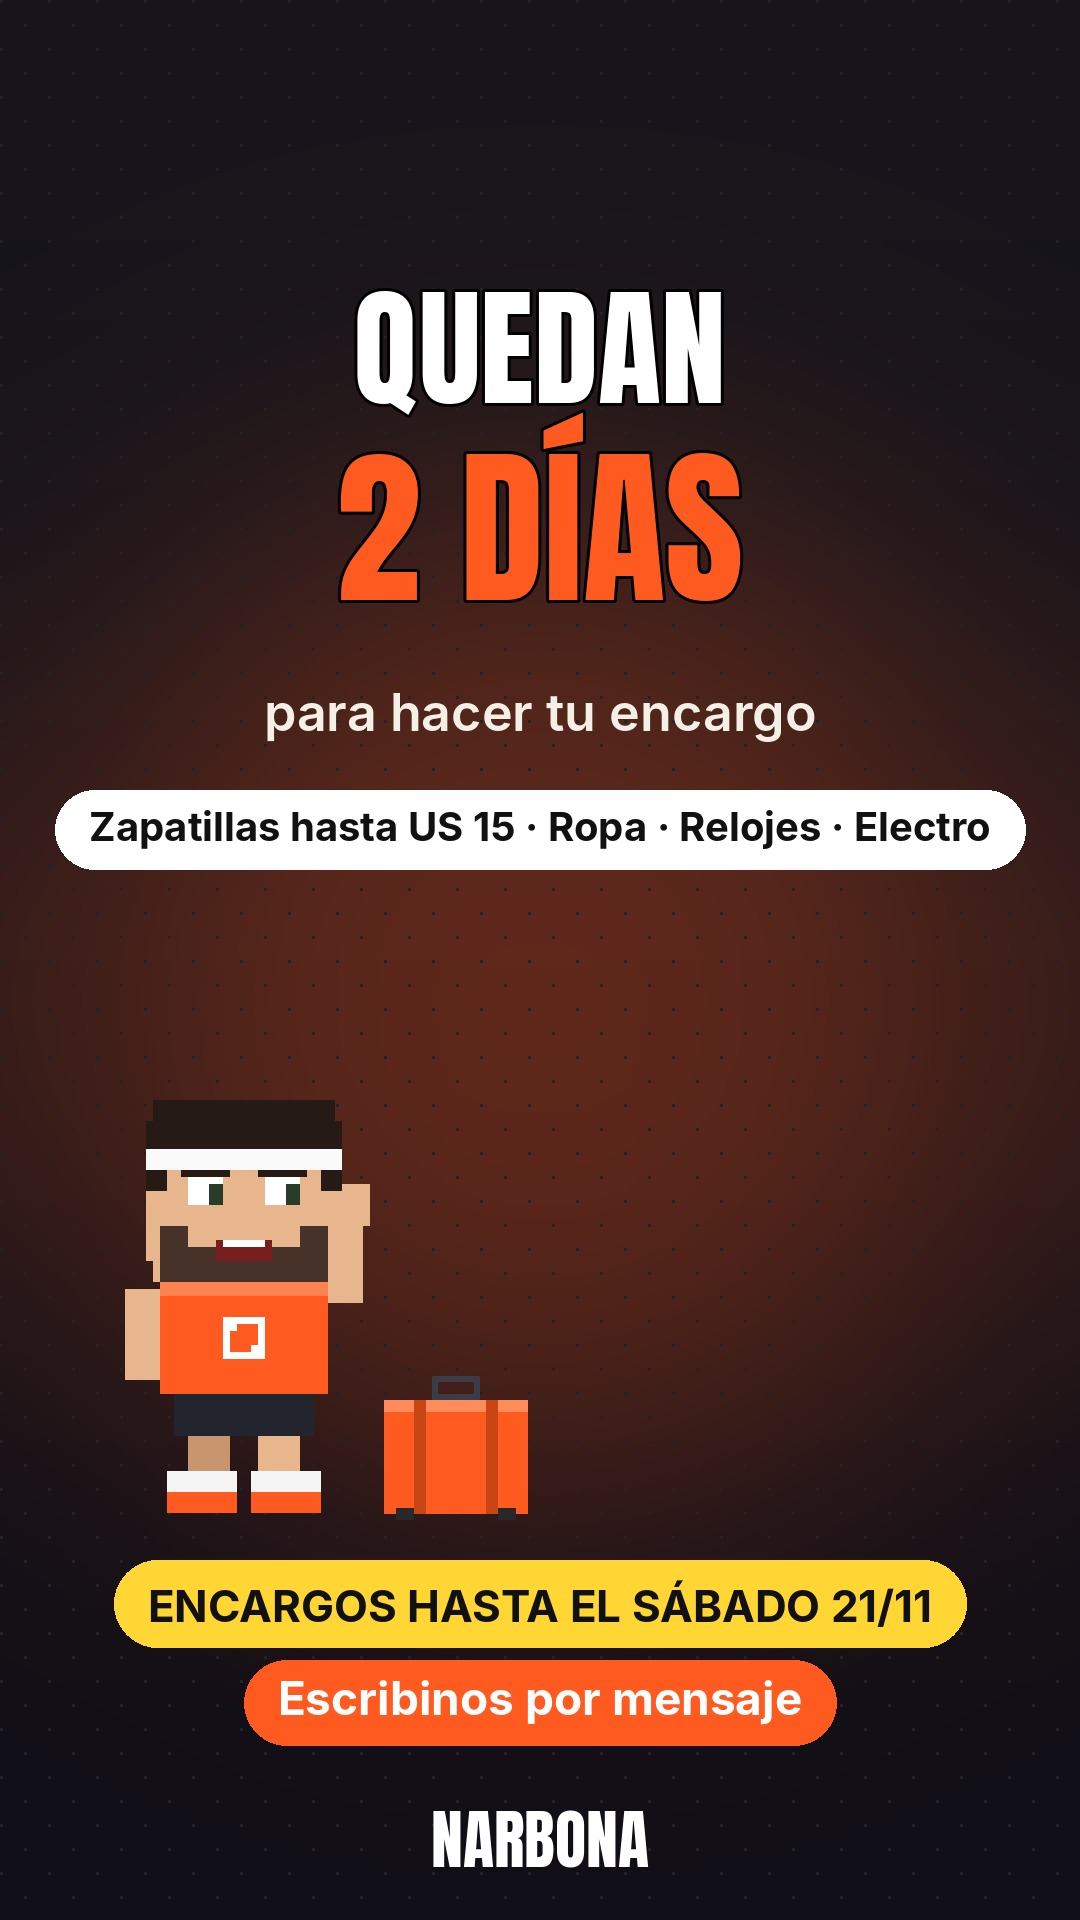 QUEDAN
2 DÍAS
para hacer tu encargo
Zapatillas hasta US 15 · Ropa · Relojes · Electro
ENCARGOS HASTA EL SÁBADO 21/11
Escribinos por mensaje
NARBONA